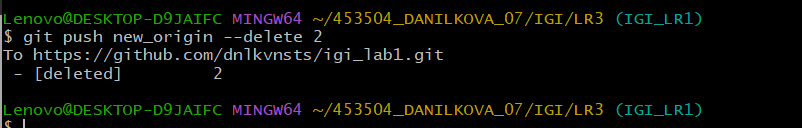 Lenovo@DESKTOP-D9JAIFC MINGW64 ~/453504_DANILKOVA_07/IGI/LR3 (IGI_LR1)
$ git push new_origin --delete 2
To https://github.com/dnlkvnsts/igi_lab1.git
 - [deleted]         2
Lenovo@DESKTOP-D9JAIFC MINGW64 ~/453504_DANILKOVA_07/IGI/LR3 (IGI_LR1)
$